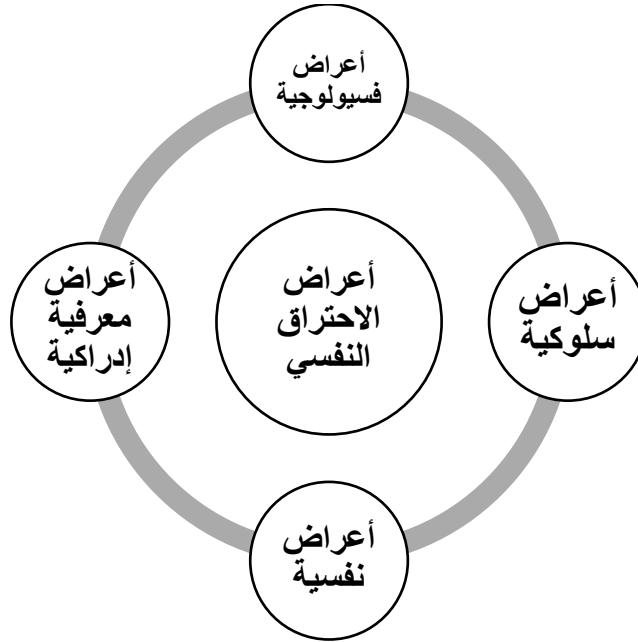 أعراض
فسيولوجية
أعراض
الاحتراق
النفسي
أعراض
سلوكية
أعراض
معرفية
إدراكية
أعراض
نفسية